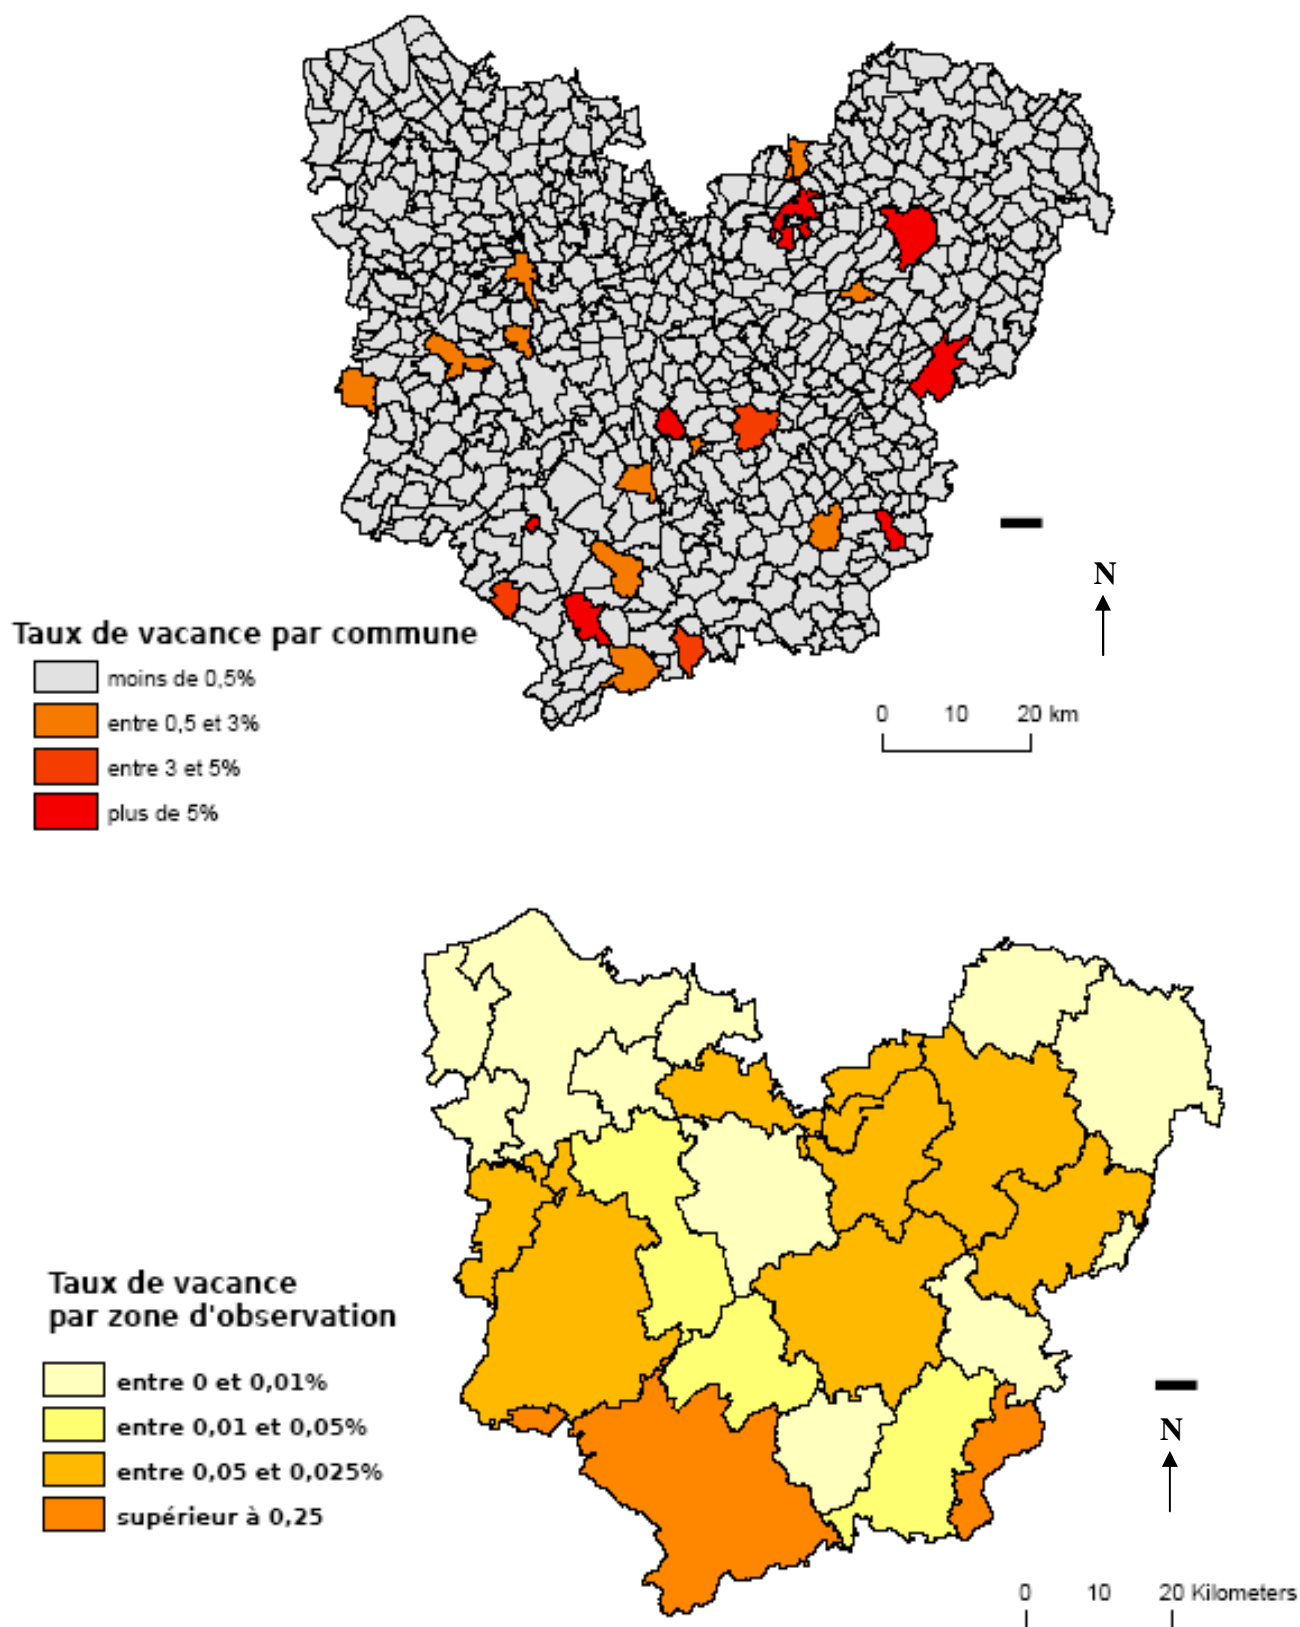 N
Taux de vacance par commune
moins de 0,5%
entre 0,5 et 3%
entre 3 et 5%
plus de 5%
0 10 20 km
Taux de vacance
par zone d'observation
entre 0 et 0,01%
entre 0,01 et 0,05%
entre 0,05 et 0,025%
supérieur à 0,25
N
0 10 20 Kilometers